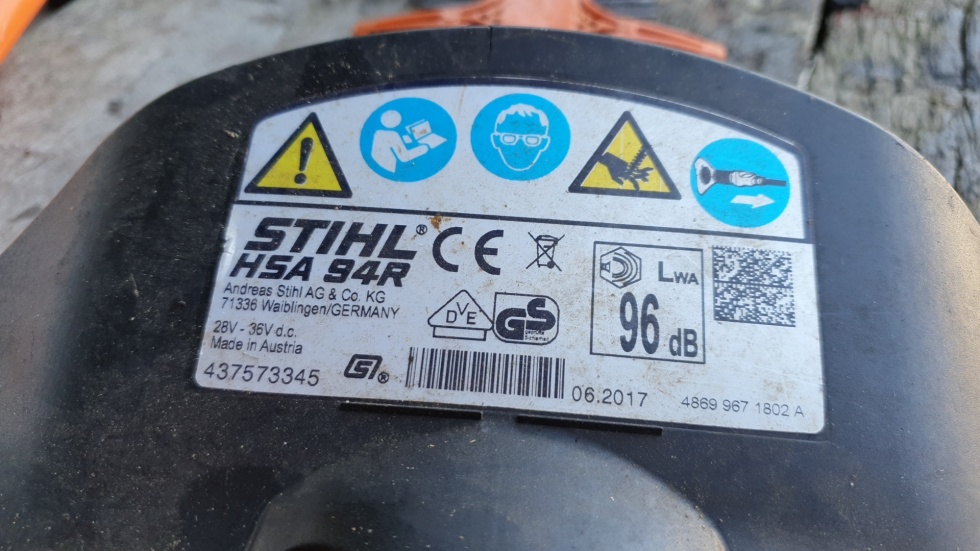 STIHL®
HSA 94R
Andreas Stihl AG & Co. KG
71336 Waiblingen/GERMANY
28V - 36V d.c.
Made in Austria
437573345
CE
DVE
GS
LWA
96 dB
06.2017
4869 967 1802 A